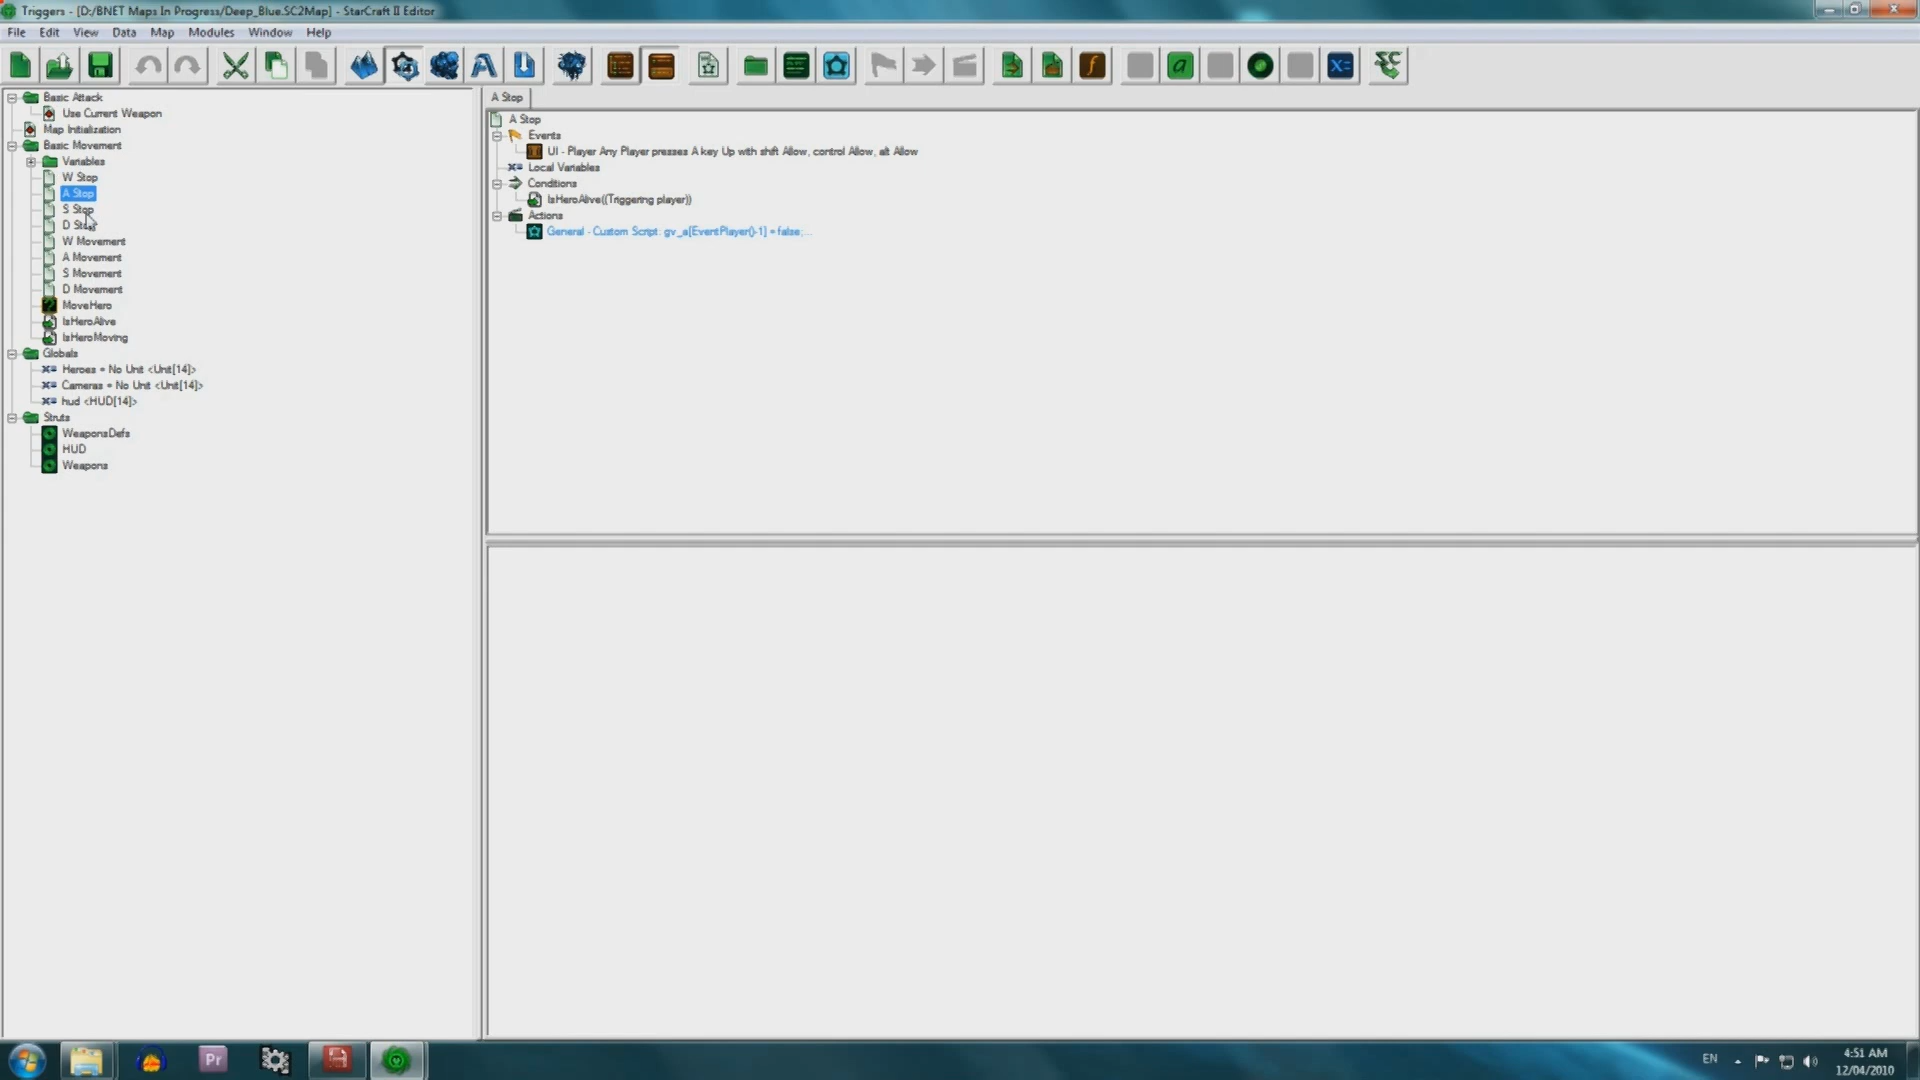 Triggers - [D:/BNET Maps In Progress/Deep_Blue.SC2Map] - StarCraft II Editor
File Edit View Data Map Modules Window Help
Basic Attack
Use Current Weapon
Map Initialization
Basic Movement
Variables
W Stop
A Stop
S Stop
D Stop
W Movement
A Movement
S Movement
D Movement
MoveHero
IsHeroAlive
IsHeroMoving
Globals
Heroes = No Unit <Unit[14]>
Cameras = No Unit <Unit[14]>
hud <HUD[14]>
Struts
WeaponsDefs
HUD
Weapons
A Stop
A Stop
Events
UI - Player Any Player presses A key Up with shift Allow, control Allow, alt Allow
Local Variables
Conditions
IsHeroAlive((Triggering player))
Actions
General - Custom Script: gv_a[EventPlayer()-1] = false;...
Pr
EN
4:51 AM
12/04/2010